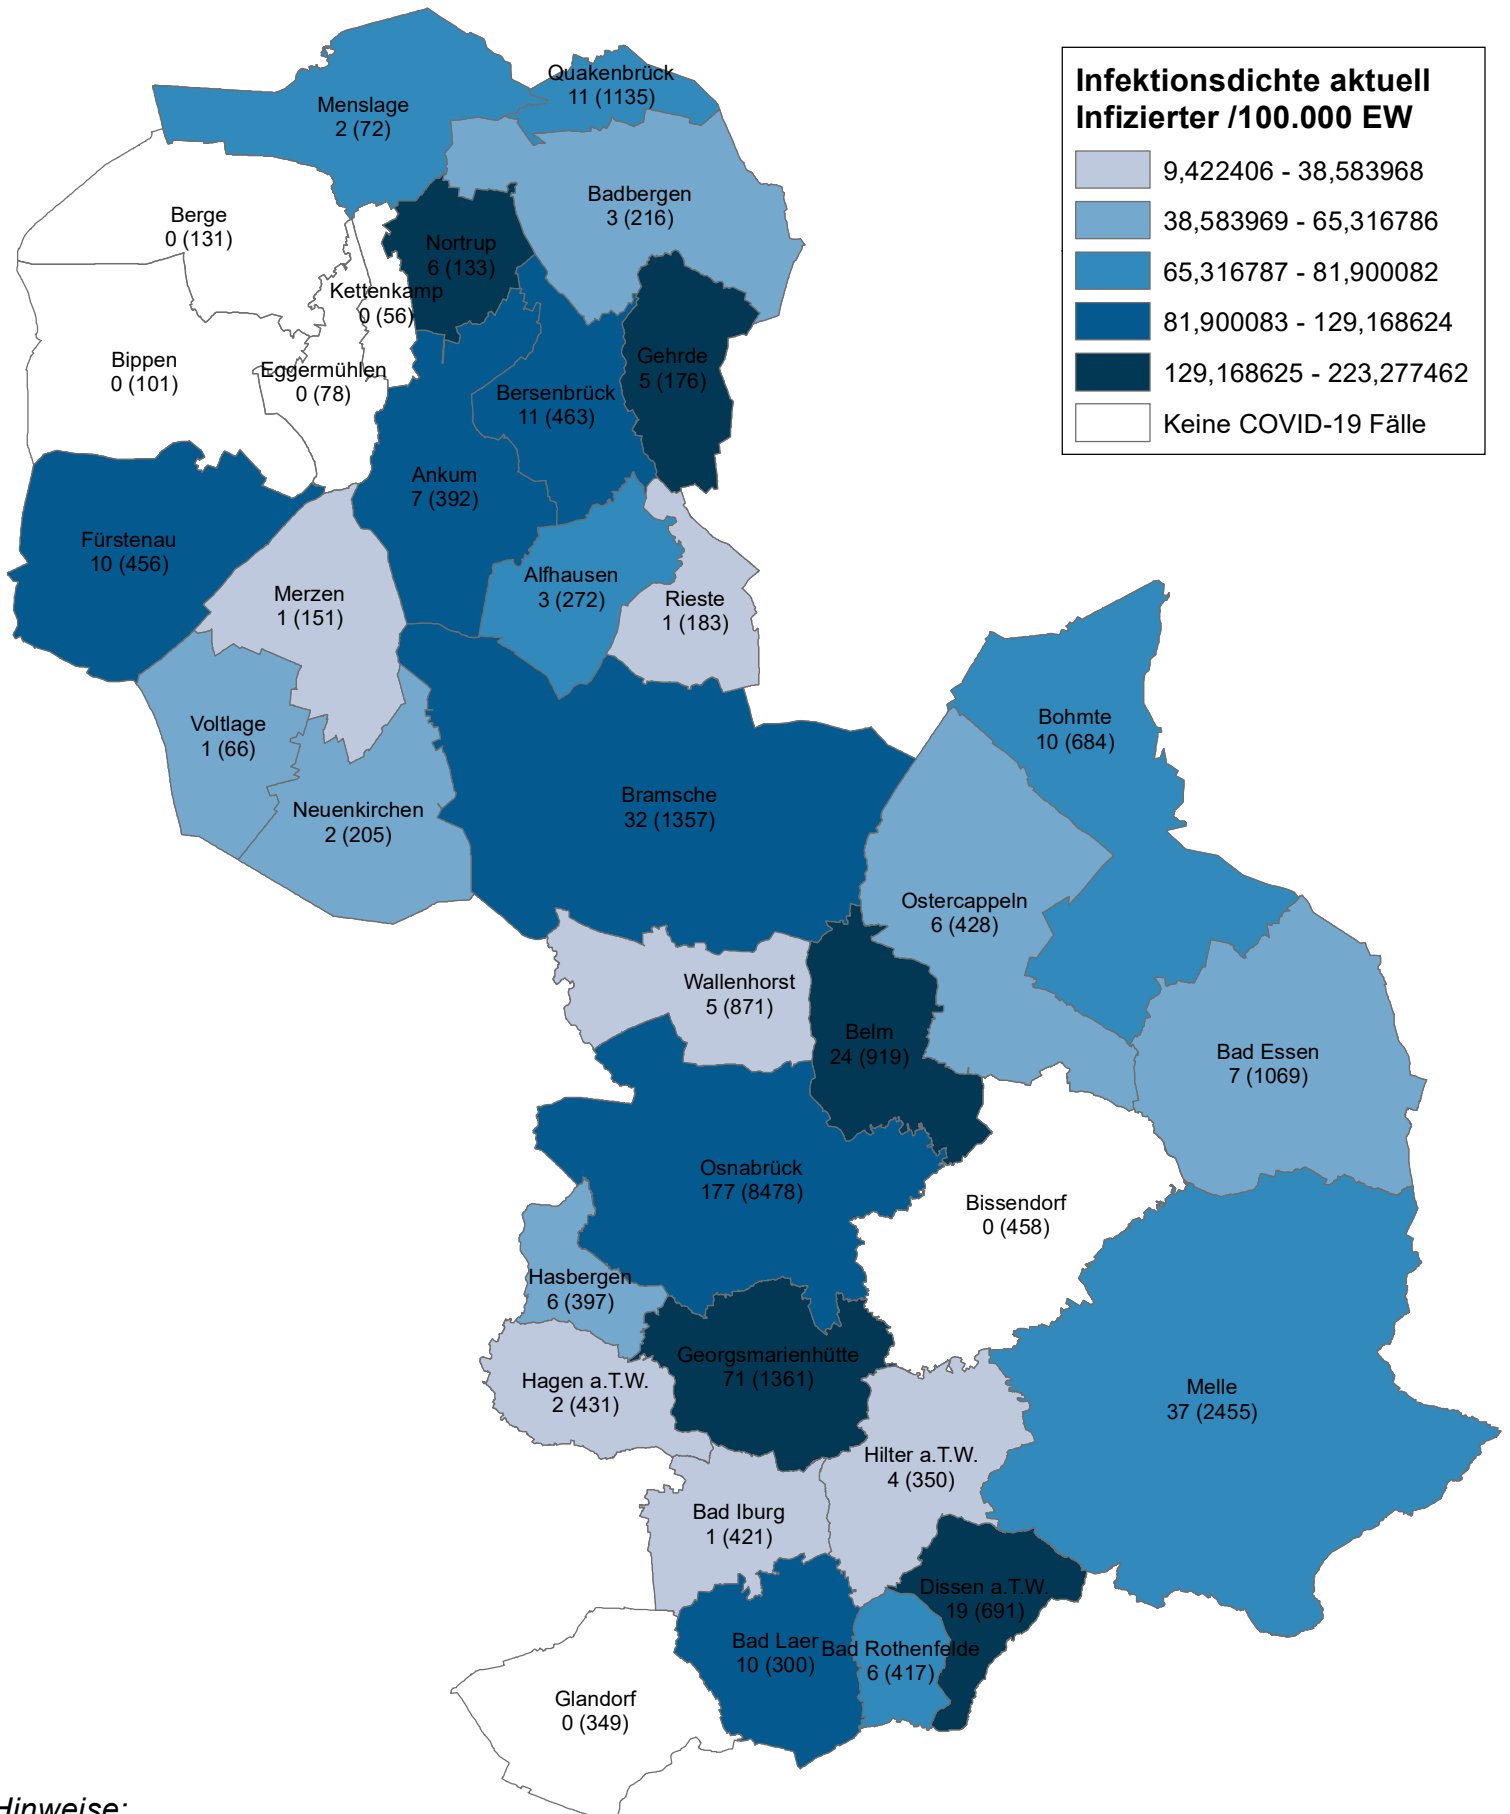 Infektionsdichte aktuell
Infizierter /100.000 EW
9,422406 - 38,583968
38,583969 - 65,316786
65,316787 - 81,900082
81,900083 - 129,168624
129,168625 - 223,277462
Keine COVID-19 Fälle
Quakenbrück
11 (1135)
Menslage
2 (72)
Badbergen
3 (216)
Berge
0 (131)
Nortrup
6 (133)
Kettenkamp
0 (56)
Bippen
0 (101)
Eggermühlen
0 (78)
Gehrde
5 (176)
Bersenbrück
11 (463)
Ankum
7 (392)
Fürstenau
10 (456)
Alfhausen
3 (272)
Merzen
1 (151)
Rieste
1 (183)
Voltlage
1 (66)
Bohmte
10 (684)
Neuenkirchen
2 (205)
Bramsche
32 (1357)
Ostercappeln
6 (428)
Wallenhorst
5 (871)
Belm
24 (919)
Bad Essen
7 (1069)
Osnabrück
177 (8478)
Bissendorf
0 (458)
Hasbergen
6 (397)
Georgsmarienhütte
71 (1361)
Hagen a.T.W.
2 (431)
Melle
37 (2455)
Hilter a.T.W.
4 (350)
Bad Iburg
1 (421)
Dissen a.T.W.
19 (691)
Bad Laer
10 (300)
Bad Rothenfelde
6 (417)
Glandorf
0 (349)
Hinweise: